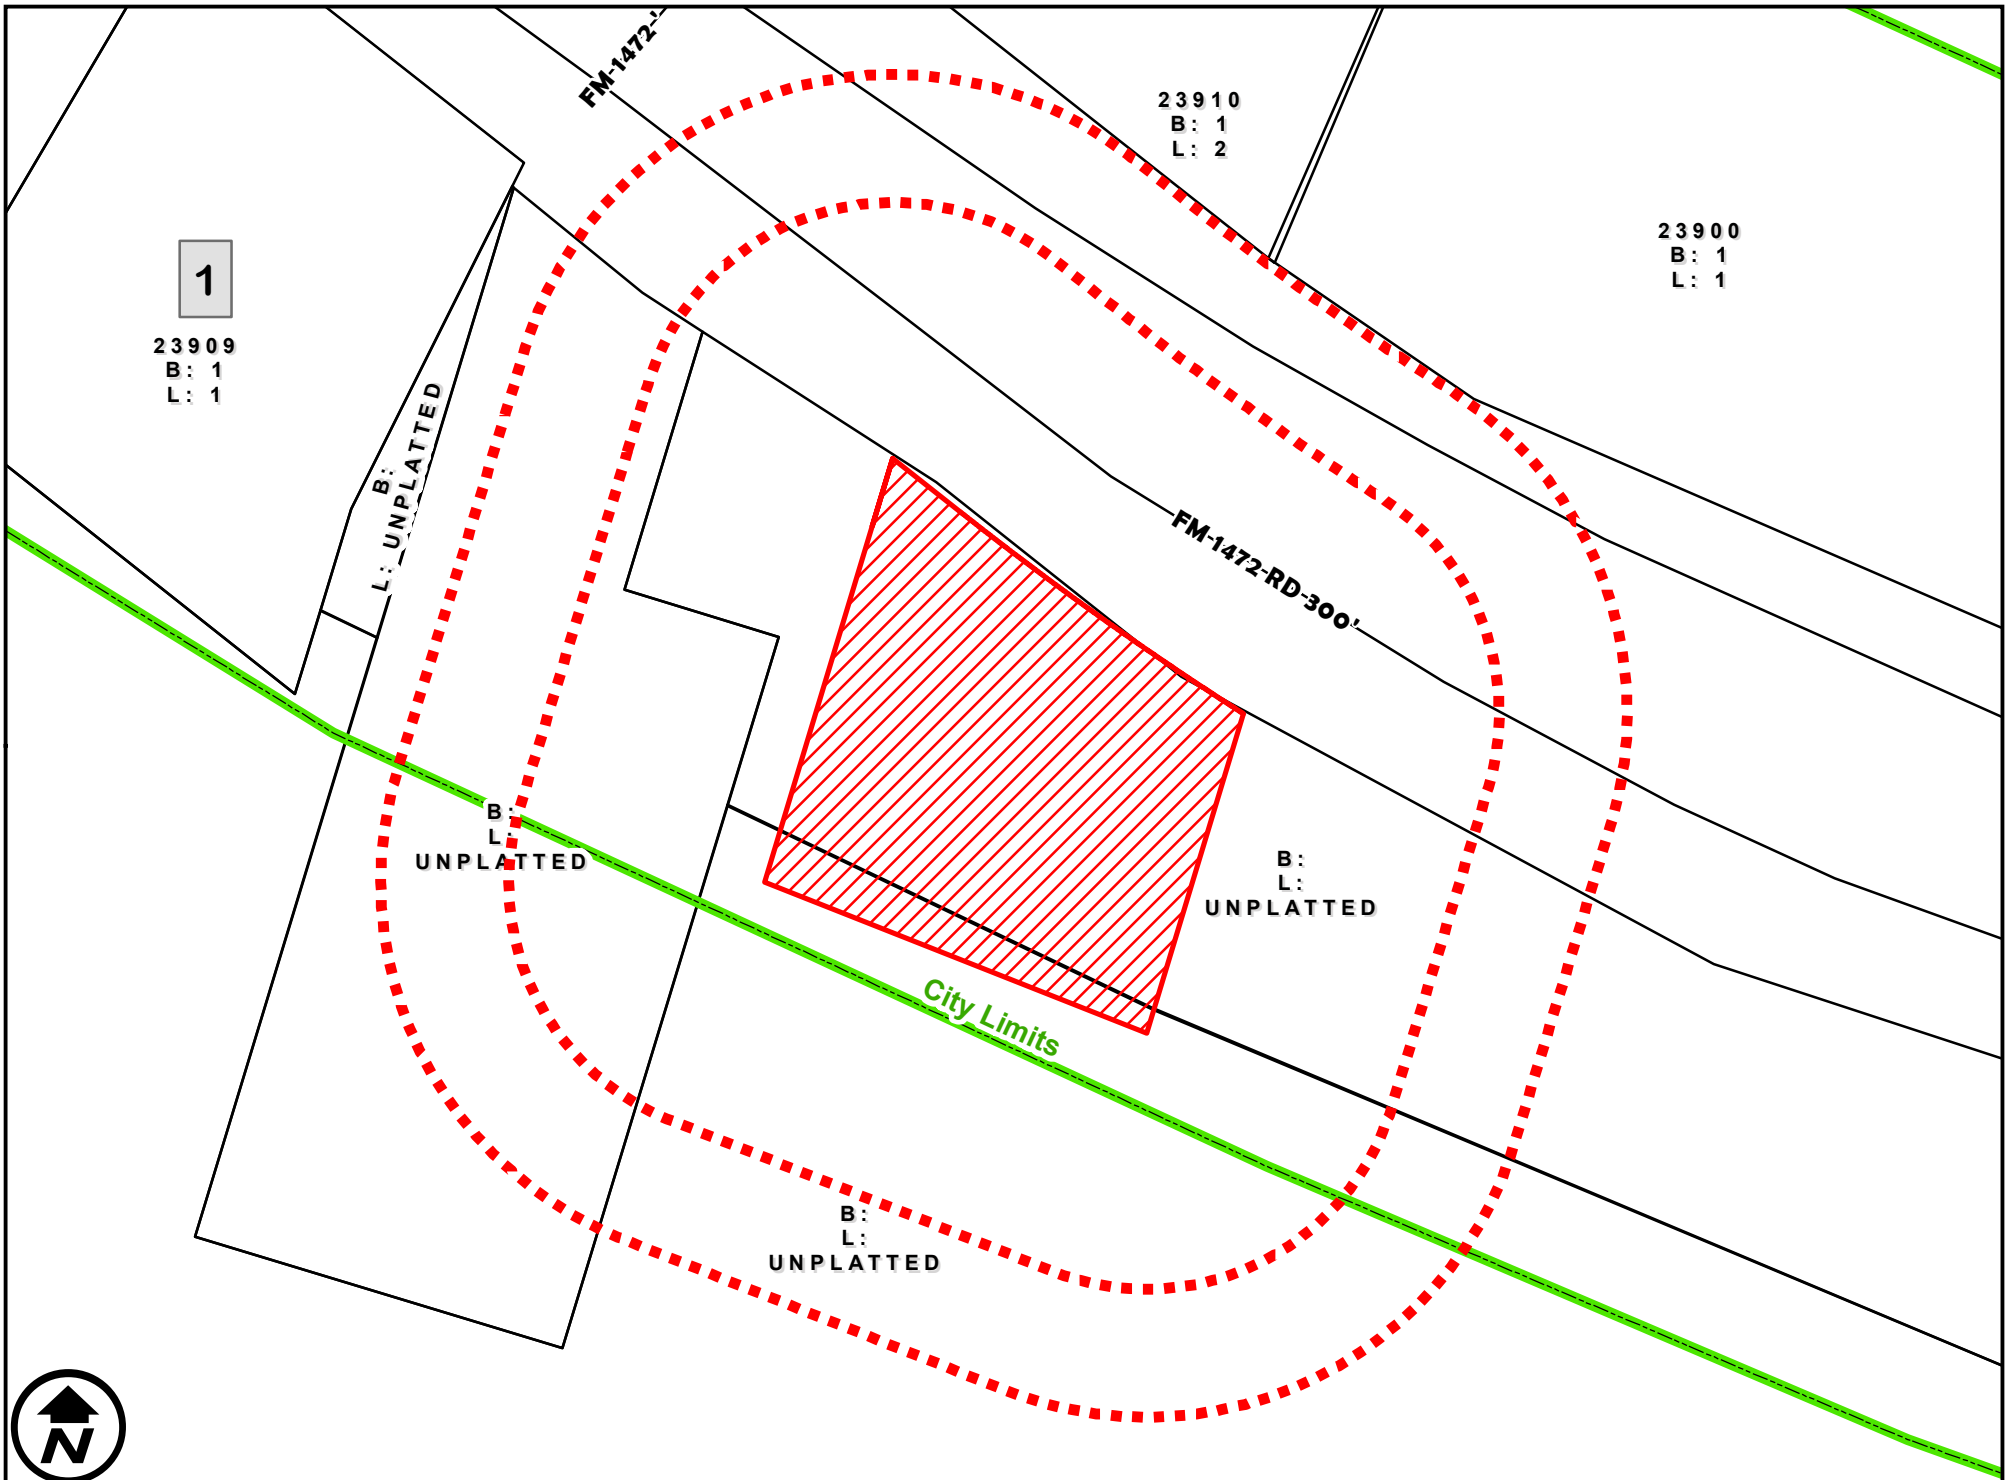 FM-1472-'
23910
B: 1
L: 2
23900
B: 1
L: 1
1
23909
B: 1
L: 1
B:
L: UNPLATTED
FM-1472-RD-300'
B:
L:
UNPLATTED
B:
L:
UNPLATTED
City Limits
B:
L:
UNPLATTED
N